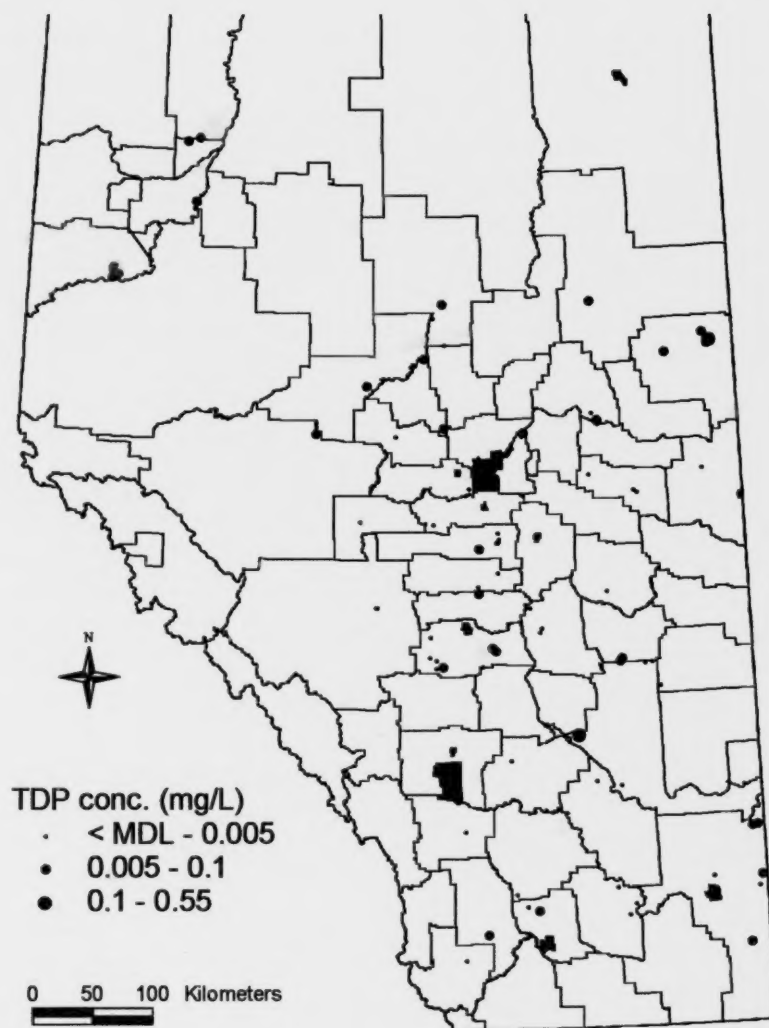 N
TDP conc. (mg/L)
< MDL - 0.005
0.005 - 0.1
0.1 - 0.55
0 50 100 Kilometers